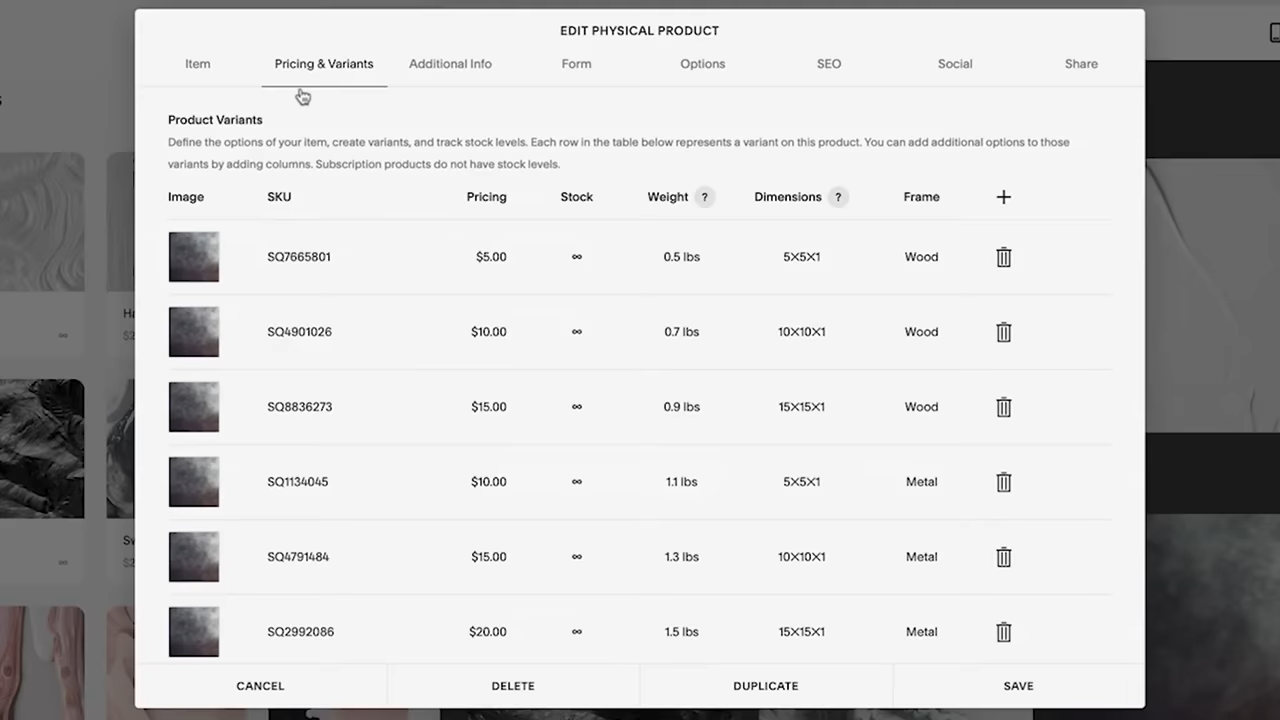 EDIT PHYSICAL PRODUCT
Item Pricing & Variants Additional Info Form Options SEO Social Share
Product Variants
Define the options of your item, create variants, and track stock levels. Each row in the table below represents a variant on this product. You can add additional options to those
variants by adding columns. Subscription products do not have stock levels.
Image SKU Pricing Stock Weight ? Dimensions ? Frame +
SQ7665801 $5.00 ∞ 0.5 lbs 5×5×1 Wood
SQ4901026 $10.00 ∞ 0.7 lbs 10×10×1 Wood
SQ8836273 $15.00 ∞ 0.9 lbs 15×15×1 Wood
SQ1134045 $10.00 ∞ 1.1 lbs 5×5×1 Metal
SQ4791484 $15.00 ∞ 1.3 lbs 10×10×1 Metal
SQ2992086 $20.00 ∞ 1.5 lbs 15×15×1 Metal
CANCEL DELETE DUPLICATE SAVE